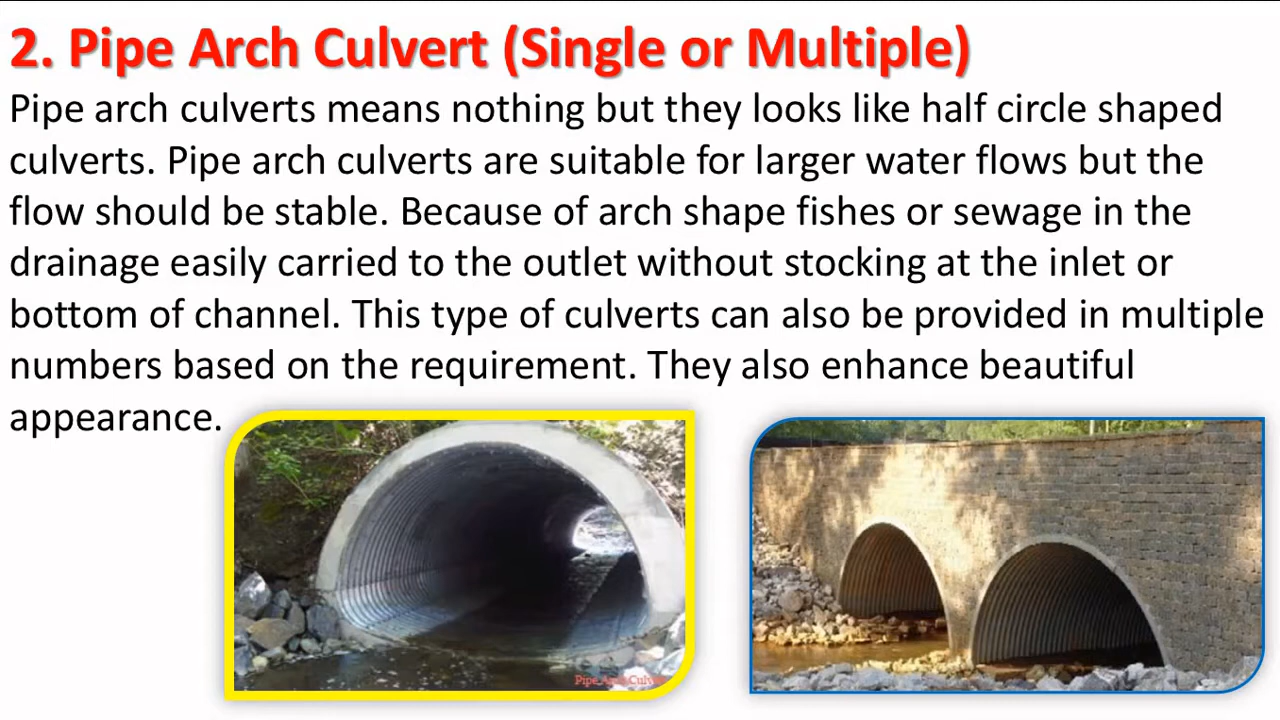 2. Pipe Arch Culvert (Single or Multiple)
Pipe arch culverts means nothing but they looks like half circle shaped
culverts. Pipe arch culverts are suitable for larger water flows but the
flow should be stable. Because of arch shape fishes or sewage in the
drainage easily carried to the outlet without stocking at the inlet or
bottom of channel. This type of culverts can also be provided in multiple
numbers based on the requirement. They also enhance beautiful
appearance.
Pipe Arch Culvert